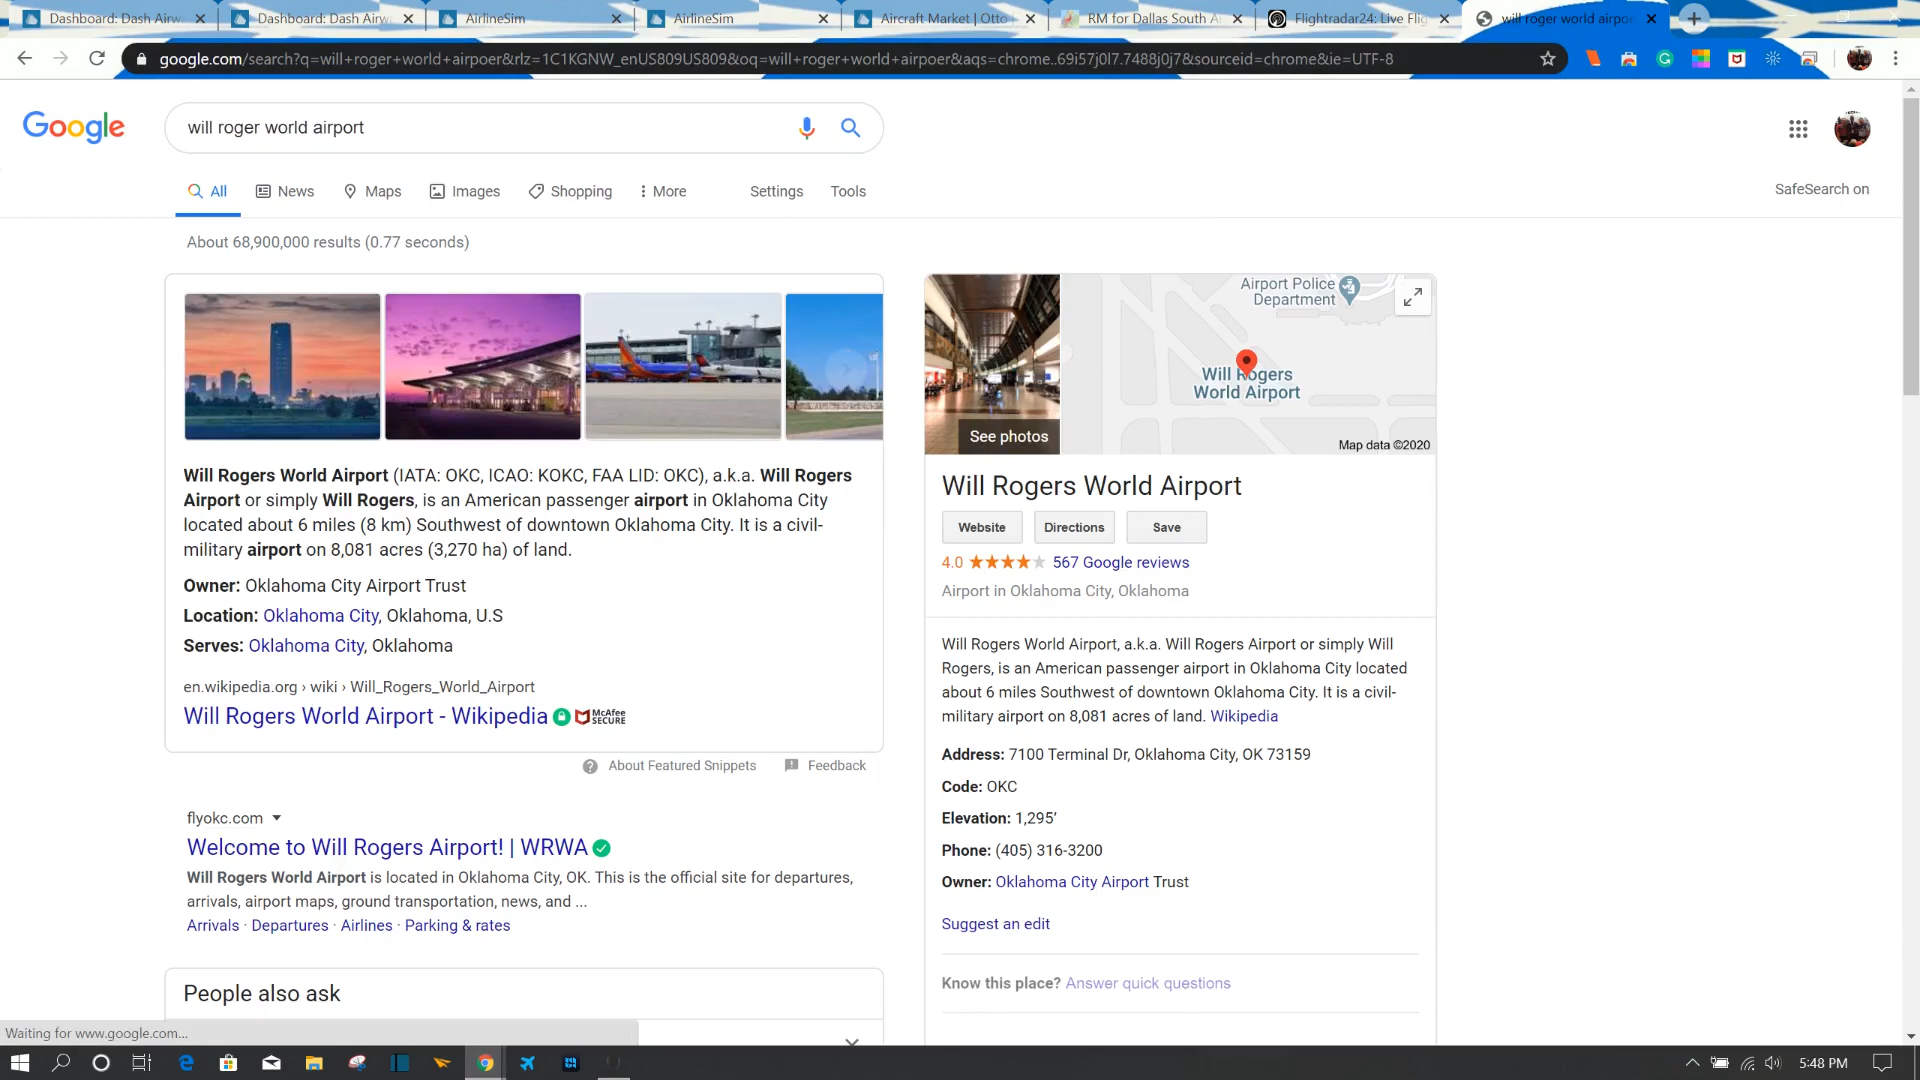 Dashboard: Dash Airw
Dashboard: Dash Airw
AirlineSim
AirlineSim
Aircraft Market | Otto
RM for Dallas South A
Flightradar24: Live Flig
will roger world airpoe
google.com/search?q=will+roger+world+airpoer&rlz=1C1KGNW_enUS809US809&oq=will+roger+world+airpoer&aqs=chrome..69i57j0l7.7488j0j7&sourceid=chrome&ie=UTF-8
Google
will roger world airport
All
News
Maps
Images
Shopping
More
Settings
Tools
SafeSearch on
About 68,900,000 results (0.77 seconds)
Will Rogers World Airport (IATA: OKC, ICAO: KOKC, FAA LID: OKC), a.k.a. Will Rogers
Airport or simply Will Rogers, is an American passenger airport in Oklahoma City
located about 6 miles (8 km) Southwest of downtown Oklahoma City. It is a civil-
military airport on 8,081 acres (3,270 ha) of land.
Owner: Oklahoma City Airport Trust
Location: Oklahoma City, Oklahoma, U.S
Serves: Oklahoma City, Oklahoma
en.wikipedia.org › wiki › Will_Rogers_World_Airport
Will Rogers World Airport - Wikipedia
McAfee
SECURE
About Featured Snippets
Feedback
flyokc.com
Welcome to Will Rogers Airport! | WRWA
Will Rogers World Airport is located in Oklahoma City, OK. This is the official site for departures,
arrivals, airport maps, ground transportation, news, and ...
Arrivals · Departures · Airlines · Parking & rates
People also ask
Airport Police
Department
Will Rogers
World Airport
See photos
Map data ©2020
Will Rogers World Airport
Website
Directions
Save
4.0
567 Google reviews
Airport in Oklahoma City, Oklahoma
Will Rogers World Airport, a.k.a. Will Rogers Airport or simply Will
Rogers, is an American passenger airport in Oklahoma City located
about 6 miles Southwest of downtown Oklahoma City. It is a civil-
military airport on 8,081 acres of land. Wikipedia
Address: 7100 Terminal Dr, Oklahoma City, OK 73159
Code: OKC
Elevation: 1,295′
Phone: (405) 316-3200
Owner: Oklahoma City Airport Trust
Suggest an edit
Know this place? Answer quick questions
Waiting for www.google.com...
5:48 PM